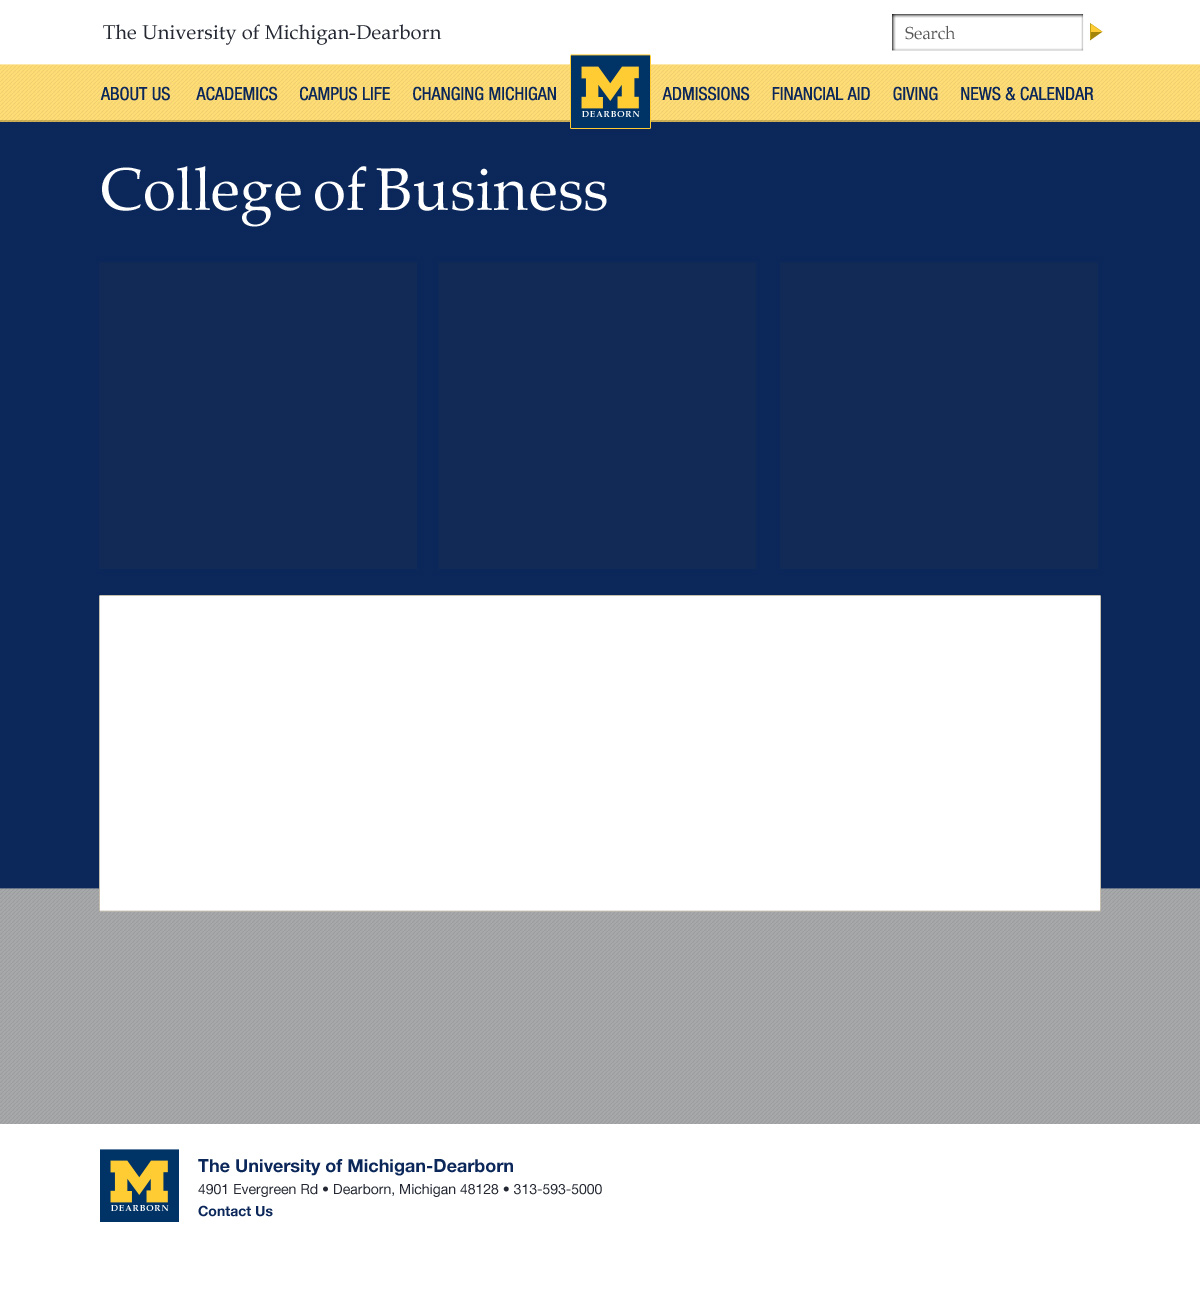 The University of Michigan-Dearborn
Search
ABOUT US ACADEMICS CAMPUS LIFE CHANGING MICHIGAN M DEARBORN ADMISSIONS FINANCIAL AID GIVING NEWS & CALENDAR
College of Business
M
DEARBORN
The University of Michigan-Dearborn
4901 Evergreen Rd • Dearborn, Michigan 48128 • 313-593-5000
Contact Us